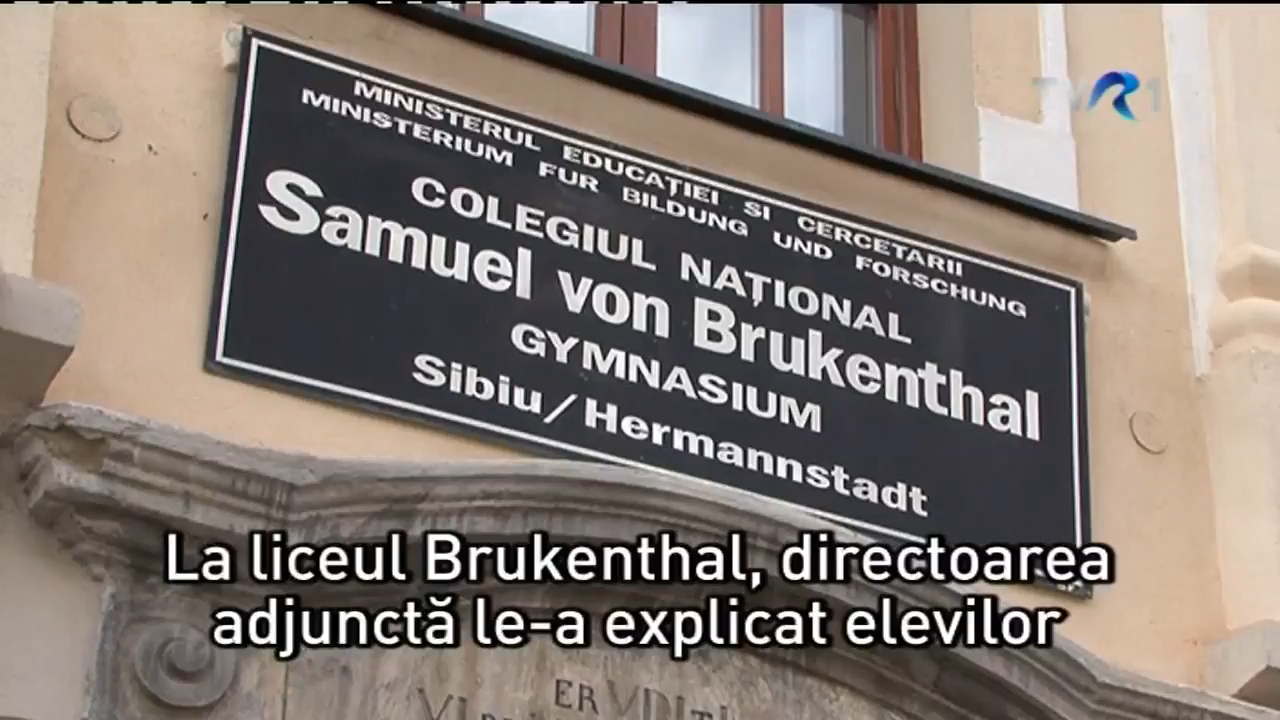 TVR1
MINISTERUL EDUCAȚIEI SI CERCETARII
MINISTERIUM FUR BILDUNG UND FORSCHUNG
COLEGIUL NAȚIONAL
Samuel von Brukenthal
GYMNASIUM
Sibiu/Hermannstadt
La liceul Brukenthal, directoarea
adjunctă le-a explicat elevilor